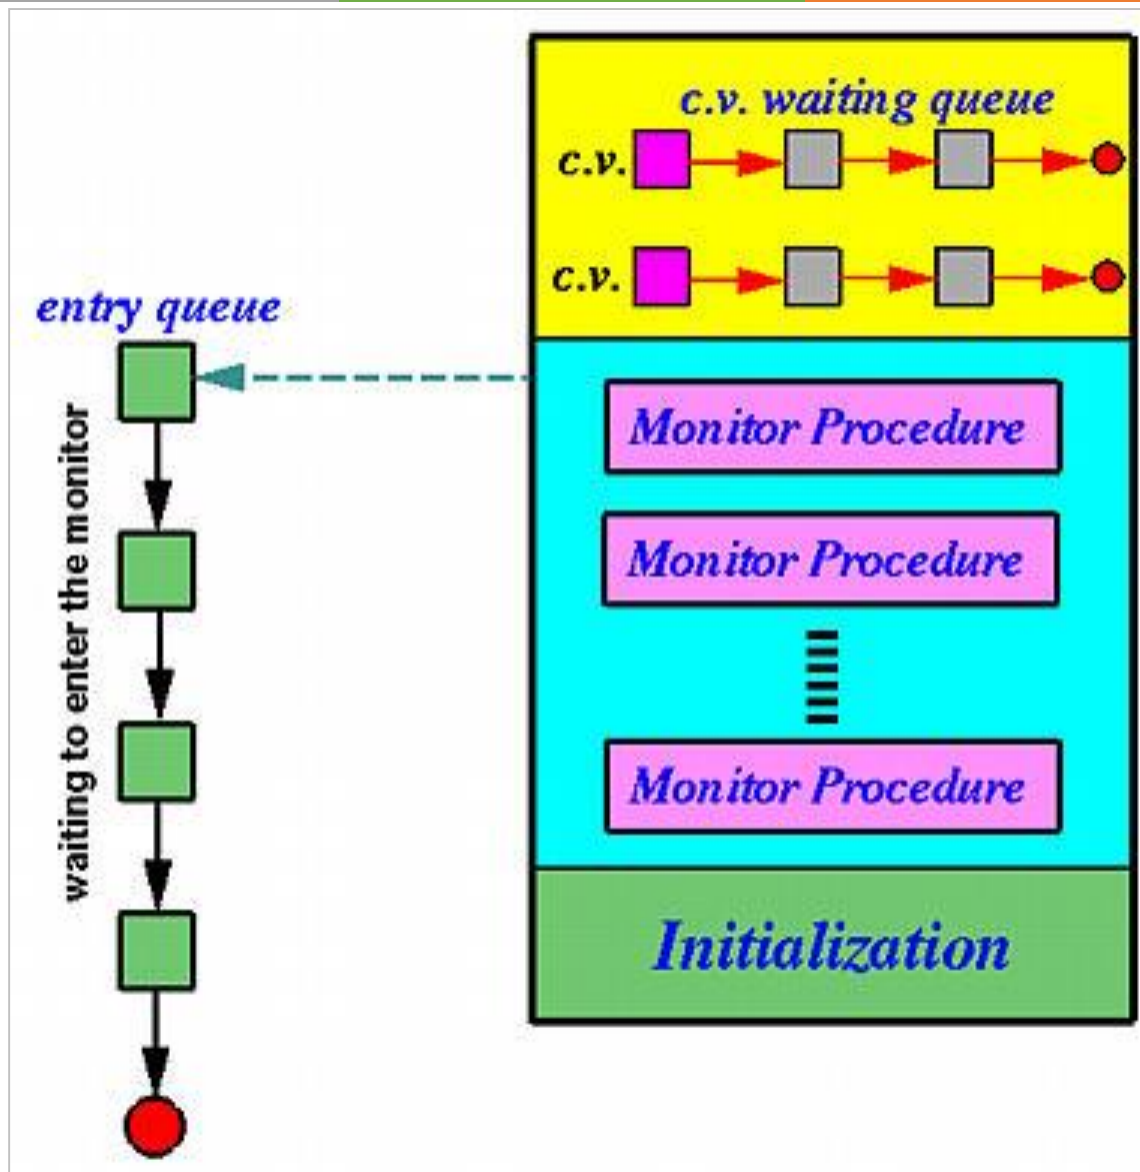 c.v. waiting queue
c.v.
c.v.
entry queue
waiting to enter the monitor
Monitor Procedure
Monitor Procedure
Monitor Procedure
Initialization